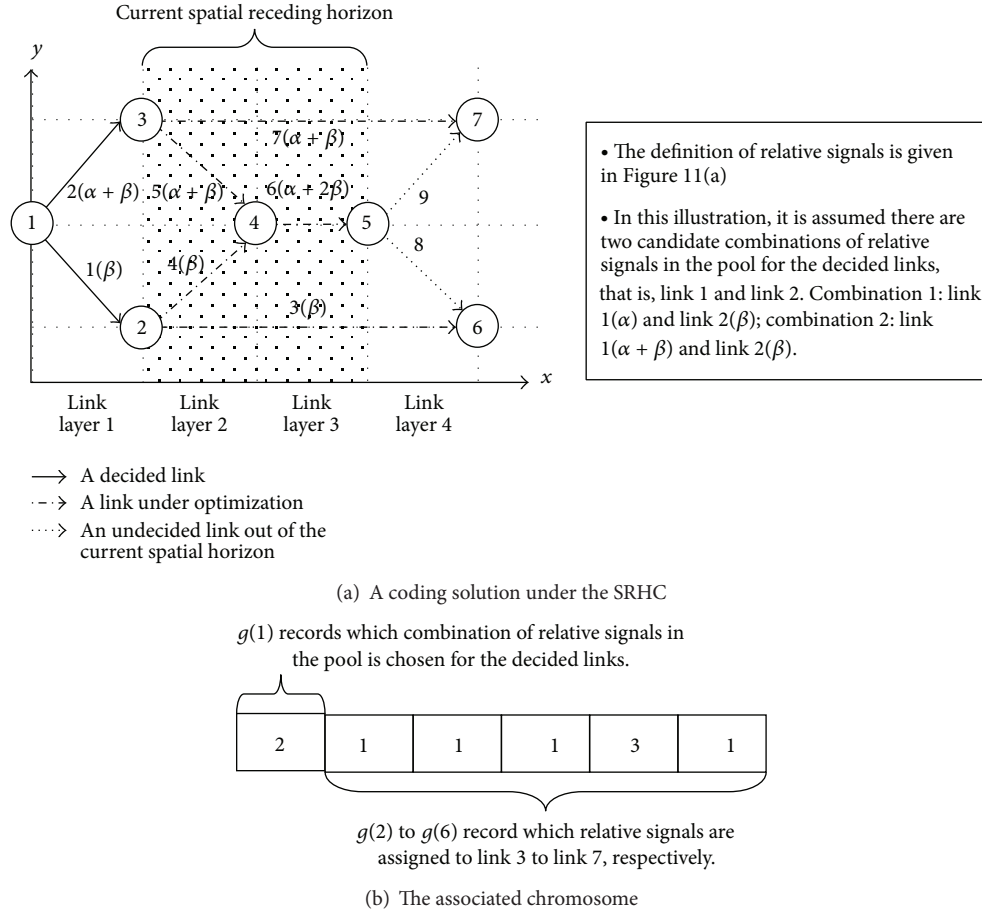 Current spatial receding horizon
y
3
7
7(α + β)
2(α + β)
5(α + β)
6(α + 2β)
9
1
4
5
8
1(β)
4(β)
3(β)
2
6
x
Link
layer 1
Link
layer 2
Link
layer 3
Link
layer 4
• The definition of relative signals is given
in Figure 11(a)
• In this illustration, it is assumed there are
two candidate combinations of relative
signals in the pool for the decided links,
that is, link 1 and link 2. Combination 1: link
1(α) and link 2(β); combination 2: link
1(α + β) and link 2(β).
A decided link
A link under optimization
An undecided link out of the
current spatial horizon
(a) A coding solution under the SRHC
g(1) records which combination of relative signals in
the pool is chosen for the decided links.
2 1 1 1 3 1
g(2) to g(6) record which relative signals are
assigned to link 3 to link 7, respectively.
(b) The associated chromosome